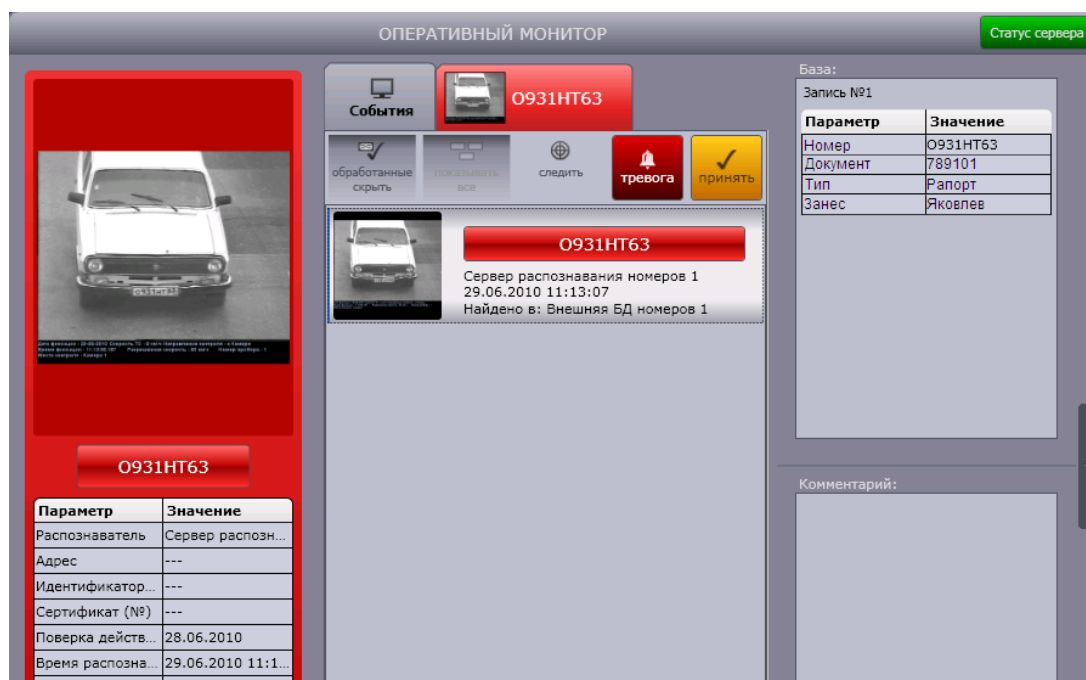 ОПЕРАТИВНЫЙ МОНИТОР
Статус сервера
О931НТ63
Параметр Значение
Распознаватель Сервер распозн...
Адрес ---
Идентификатор... ---
Сертификат (№) ---
Поверка действ... 28.06.2010
Время распозна... 29.06.2010 11:1...
События
О931НТ63
обработанные
скрыть
показывать
все
следить
тревога
принять
О931НТ63
Сервер распознавания номеров 1
29.06.2010 11:13:07
Найдено в: Внешняя БД номеров 1
База:
Запись №1
Параметр Значение
Номер О931НТ63
Документ 789101
Тип Рапорт
Занес Яковлев
Комментарий: